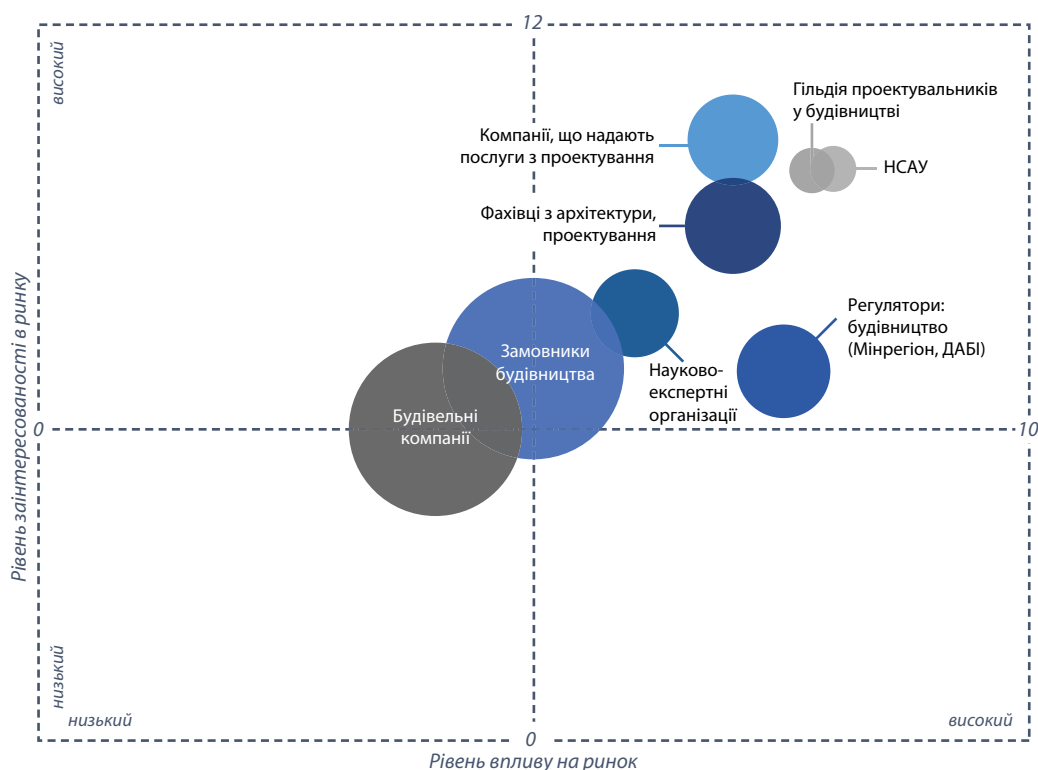 12
високий
Гільдія проектувальників
у будівництві
Компанії, що надають
послуги з проектування
НСАУ
Фахівці з архітектури,
проектування
Рівень заінтересованості в ринку
Регулятори:
будівництво
(Мінрегіон, ДАБІ)
Замовники
будівництва
Науково-
експертні
організації
Будівельні
компанії
0
10
низький
низький
високий
0
Рівень впливу на ринок